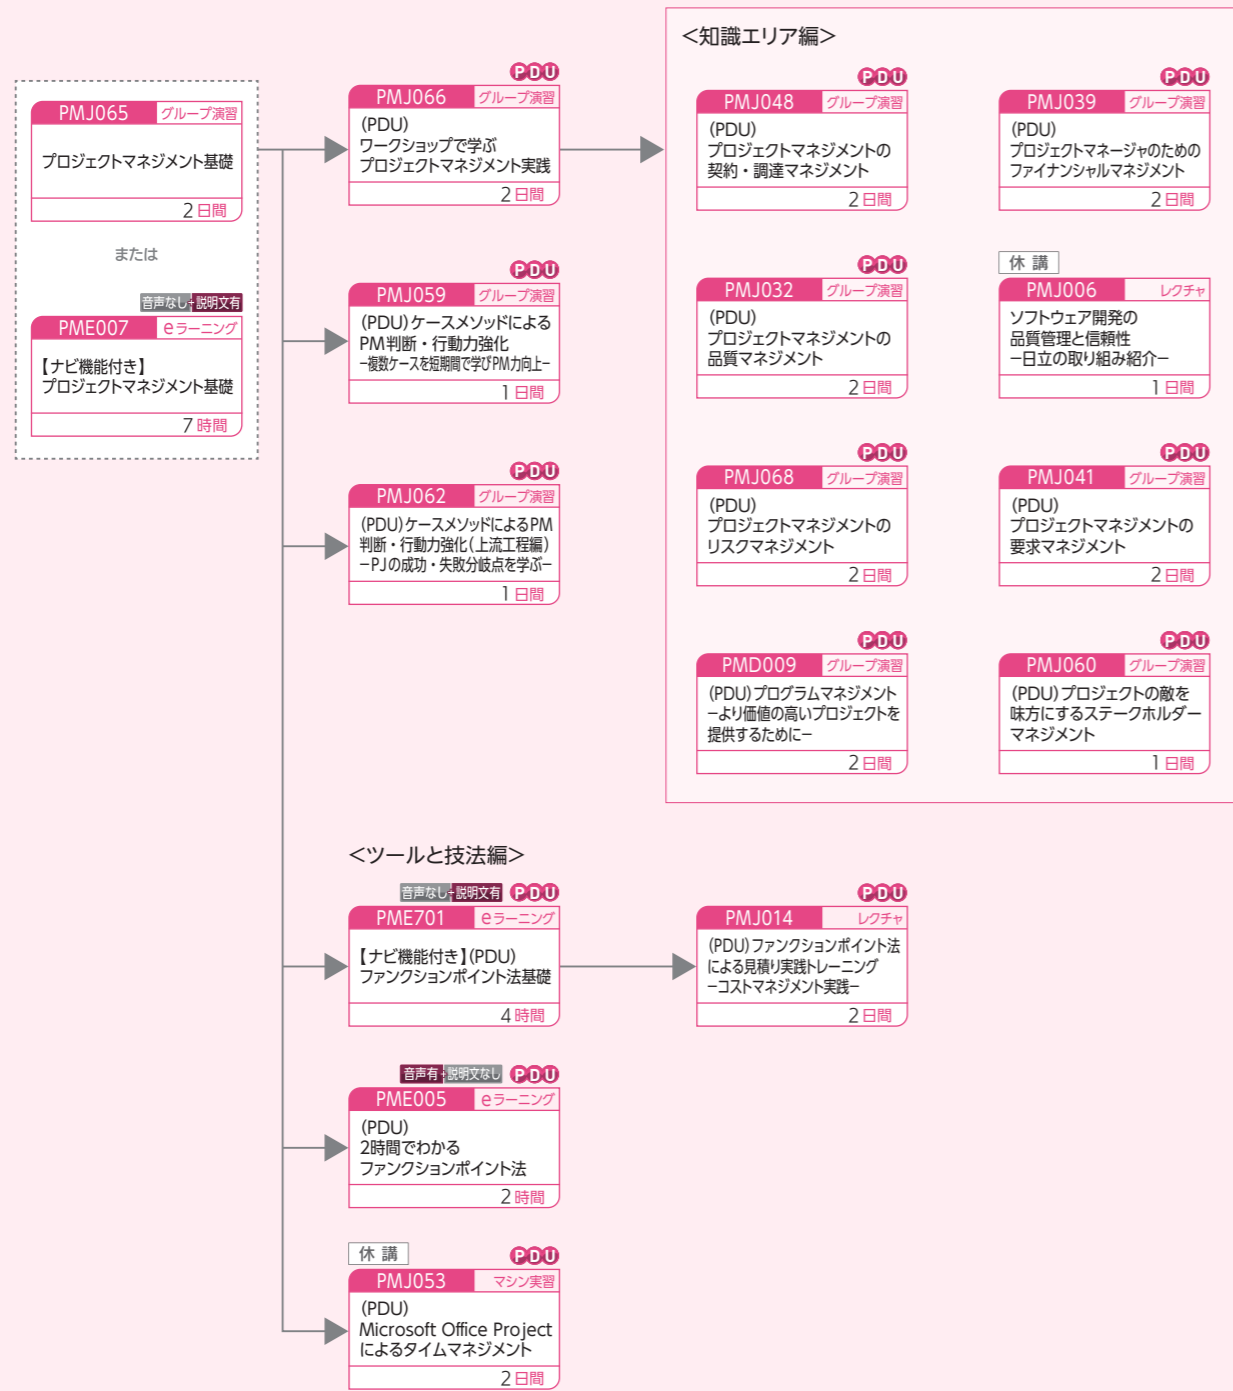 PMJ065 グループ演習
プロジェクトマネジメント基礎
2日間
または
音声なし+説明文有
PME007 eラーニング
【ナビ機能付き】
プロジェクトマネジメント基礎
7時間
PDU
PMJ066 グループ演習
(PDU)
ワークショップで学ぶ
プロジェクトマネジメント実践
2日間
PDU
PMJ059 グループ演習
(PDU)ケースメソッドによる
PM判断・行動力強化
−複数ケースを短期間で学びPM力向上−
1日間
PDU
PMJ062 グループ演習
(PDU)ケースメソッドによるPM
判断・行動力強化(上流工程編)
−PJの成功・失敗分岐点を学ぶ−
1日間
<知識エリア編>
PDU
PMJ048 グループ演習
(PDU)
プロジェクトマネジメントの
契約・調達マネジメント
2日間
PDU
PMJ039 グループ演習
(PDU)
プロジェクトマネージャのための
ファイナンシャルマネジメント
2日間
PDU
PMJ032 グループ演習
(PDU)
プロジェクトマネジメントの
品質マネジメント
2日間
休講
PMJ006 レクチャ
ソフトウェア開発の
品質管理と信頼性
−日立の取り組み紹介−
1日間
PDU
PMJ068 グループ演習
(PDU)
プロジェクトマネジメントの
リスクマネジメント
2日間
PDU
PMJ041 グループ演習
(PDU)
プロジェクトマネジメントの
要求マネジメント
2日間
PDU
PMD009 グループ演習
(PDU)プログラムマネジメント
−より価値の高いプロジェクトを
提供するために−
2日間
PDU
PMJ060 グループ演習
(PDU)プロジェクトの敵を
味方にするステークホルダー
マネジメント
1日間
<ツールと技法編>
音声なし+説明文有 PDU
PME701 eラーニング
【ナビ機能付き】(PDU)
ファンクションポイント法基礎
4時間
PDU
PMJ014 レクチャ
(PDU)ファンクションポイント法
による見積り実践トレーニング
−コストマネジメント実践−
2日間
音声有+説明文なし PDU
PME005 eラーニング
(PDU)
2時間でわかる
ファンクションポイント法
2時間
休講 PDU
PMJ053 マシン実習
(PDU)
Microsoft Office Project
によるタイムマネジメント
2日間